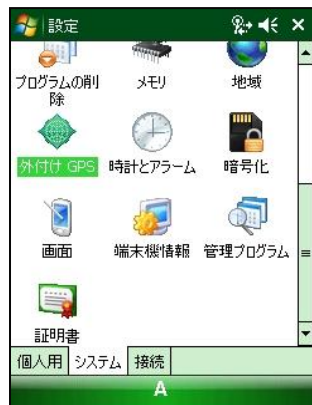 設定
プログラムの削
除
メモリ
地域
外付け GPS
時計とアラーム
暗号化
画面
端末機情報
管理プログラム
証明書
個人用 システム 接続
A